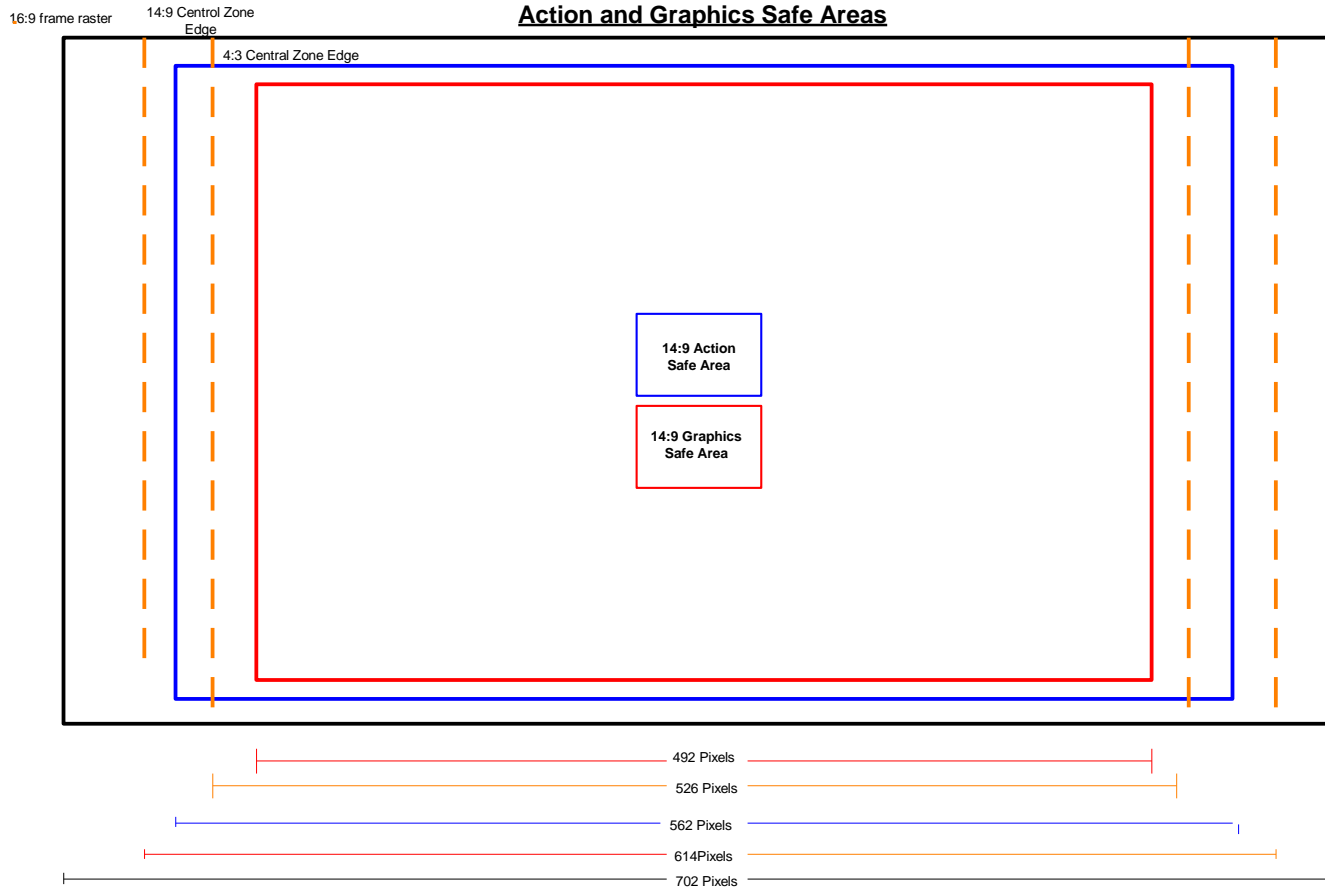 Action and Graphics Safe Areas
16:9 frame raster
14:9 Central Zone
Edge
4:3 Central Zone Edge
14:9 Action
Safe Area
14:9 Graphics
Safe Area
492 Pixels
526 Pixels
562 Pixels
614Pixels
702 Pixels